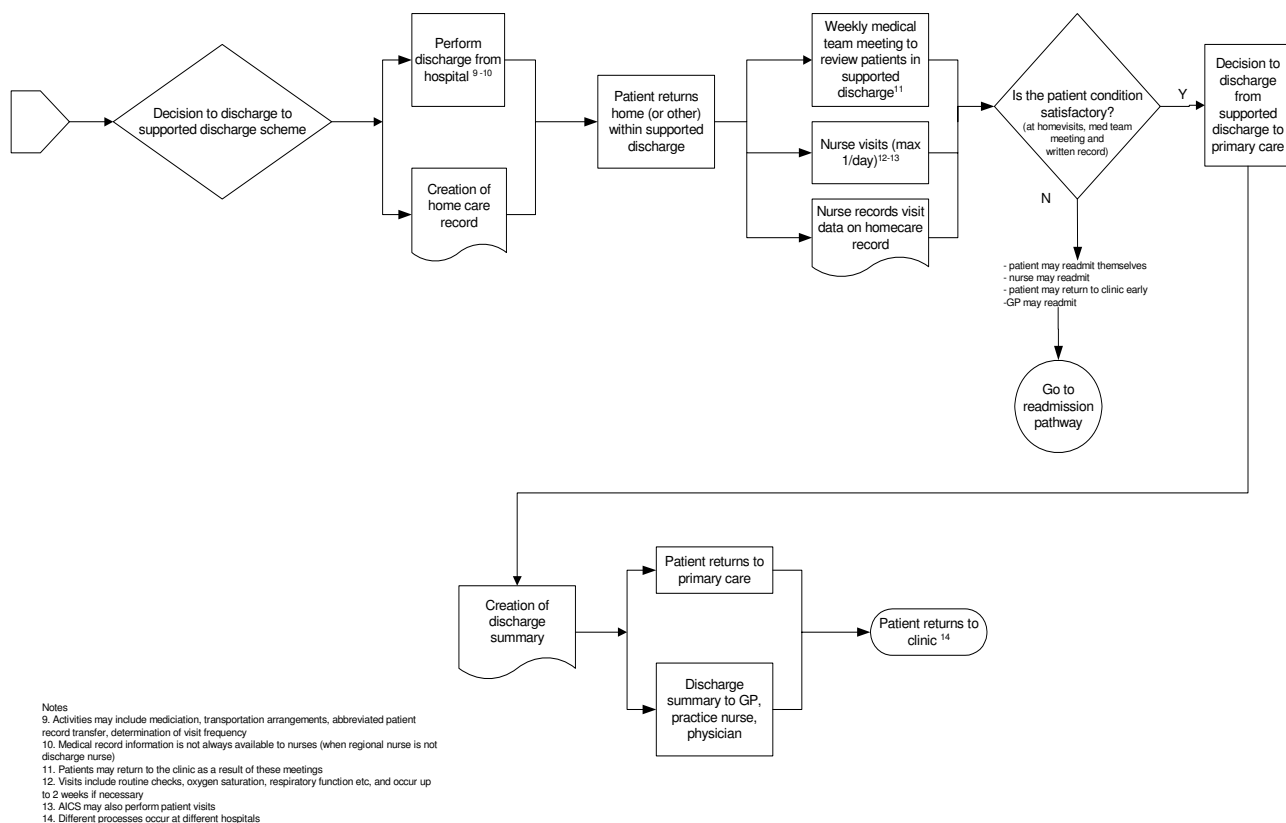 Decision to discharge to
supported discharge scheme
Perform
discharge from
hospital 9 -10
Creation of
home care
record
Patient returns
home (or other)
within supported
discharge
Weekly medical
team meeting to
review patients in
supported
discharge11
Nurse visits (max
1/day)12-13
Nurse records visit
data on homecare
record
Is the patient condition
satisfactory?
(at homevisits, med team
meeting and
written record)
Y
N
Decision to
discharge
from
supported
discharge to
primary care
- patient may readmit themselves
- nurse may readmit
- patient may return to clinic early
-GP may readmit
Go to
readmission
pathway
Creation of
discharge
summary
Patient returns to
primary care
Discharge
summary to GP,
practice nurse,
physician
Patient returns to
clinic 14
Notes
9. Activities may include mediciation, transportation arrangements, abbreviated patient
record transfer, determination of visit frequency
10. Medical record information is not always available to nurses (when regional nurse is not
discharge nurse)
11. Patients may return to the clinic as a result of these meetings
12. Visits include routine checks, oxygen saturation, respiratory function etc, and occur up
to 2 weeks if necessary
13. AICS may also perform patient visits
14. Different processes occur at different hospitals